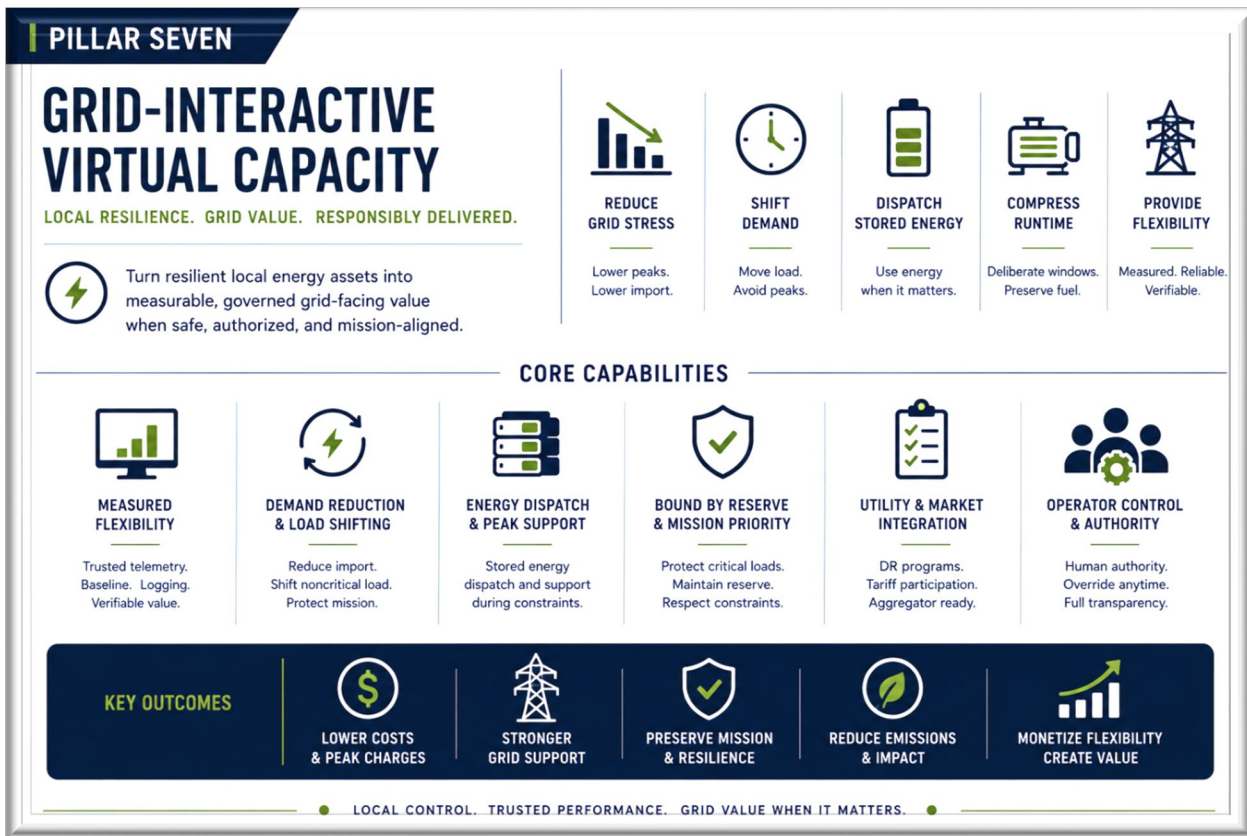 PILLAR SEVEN
GRID-INTERACTIVE
VIRTUAL CAPACITY
LOCAL RESILIENCE. GRID VALUE. RESPONSIBLY DELIVERED.
Turn resilient local energy assets into
measurable, governed grid-facing value
when safe, authorized, and mission-aligned.
REDUCE
GRID STRESS
Lower peaks.
Lower import.
SHIFT
DEMAND
Move load.
Avoid peaks.
DISPATCH
STORED ENERGY
Use energy
when it matters.
COMPRESS
RUNTIME
Deliberate windows.
Preserve fuel.
PROVIDE
FLEXIBILITY
Measured. Reliable.
Verifiable.
CORE CAPABILITIES
MEASURED
FLEXIBILITY
Trusted telemetry.
Baseline. Logging.
Verifiable value.
DEMAND REDUCTION
& LOAD SHIFTING
Reduce import.
Shift noncritical load.
Protect mission.
ENERGY DISPATCH
& PEAK SUPPORT
Stored energy
dispatch and support
during constraints.
BOUND BY RESERVE
& MISSION PRIORITY
Protect critical loads.
Maintain reserve.
Respect constraints.
UTILITY & MARKET
INTEGRATION
DR programs.
Tariff participation.
Aggregator ready.
OPERATOR CONTROL
& AUTHORITY
Human authority.
Override anytime.
Full transparency.
KEY OUTCOMES
$
LOWER COSTS
& PEAK CHARGES
STRONGER
GRID SUPPORT
PRESERVE MISSION
& RESILIENCE
REDUCE EMISSIONS
& IMPACT
MONETIZE FLEXIBILITY
CREATE VALUE
LOCAL CONTROL. TRUSTED PERFORMANCE. GRID VALUE WHEN IT MATTERS.